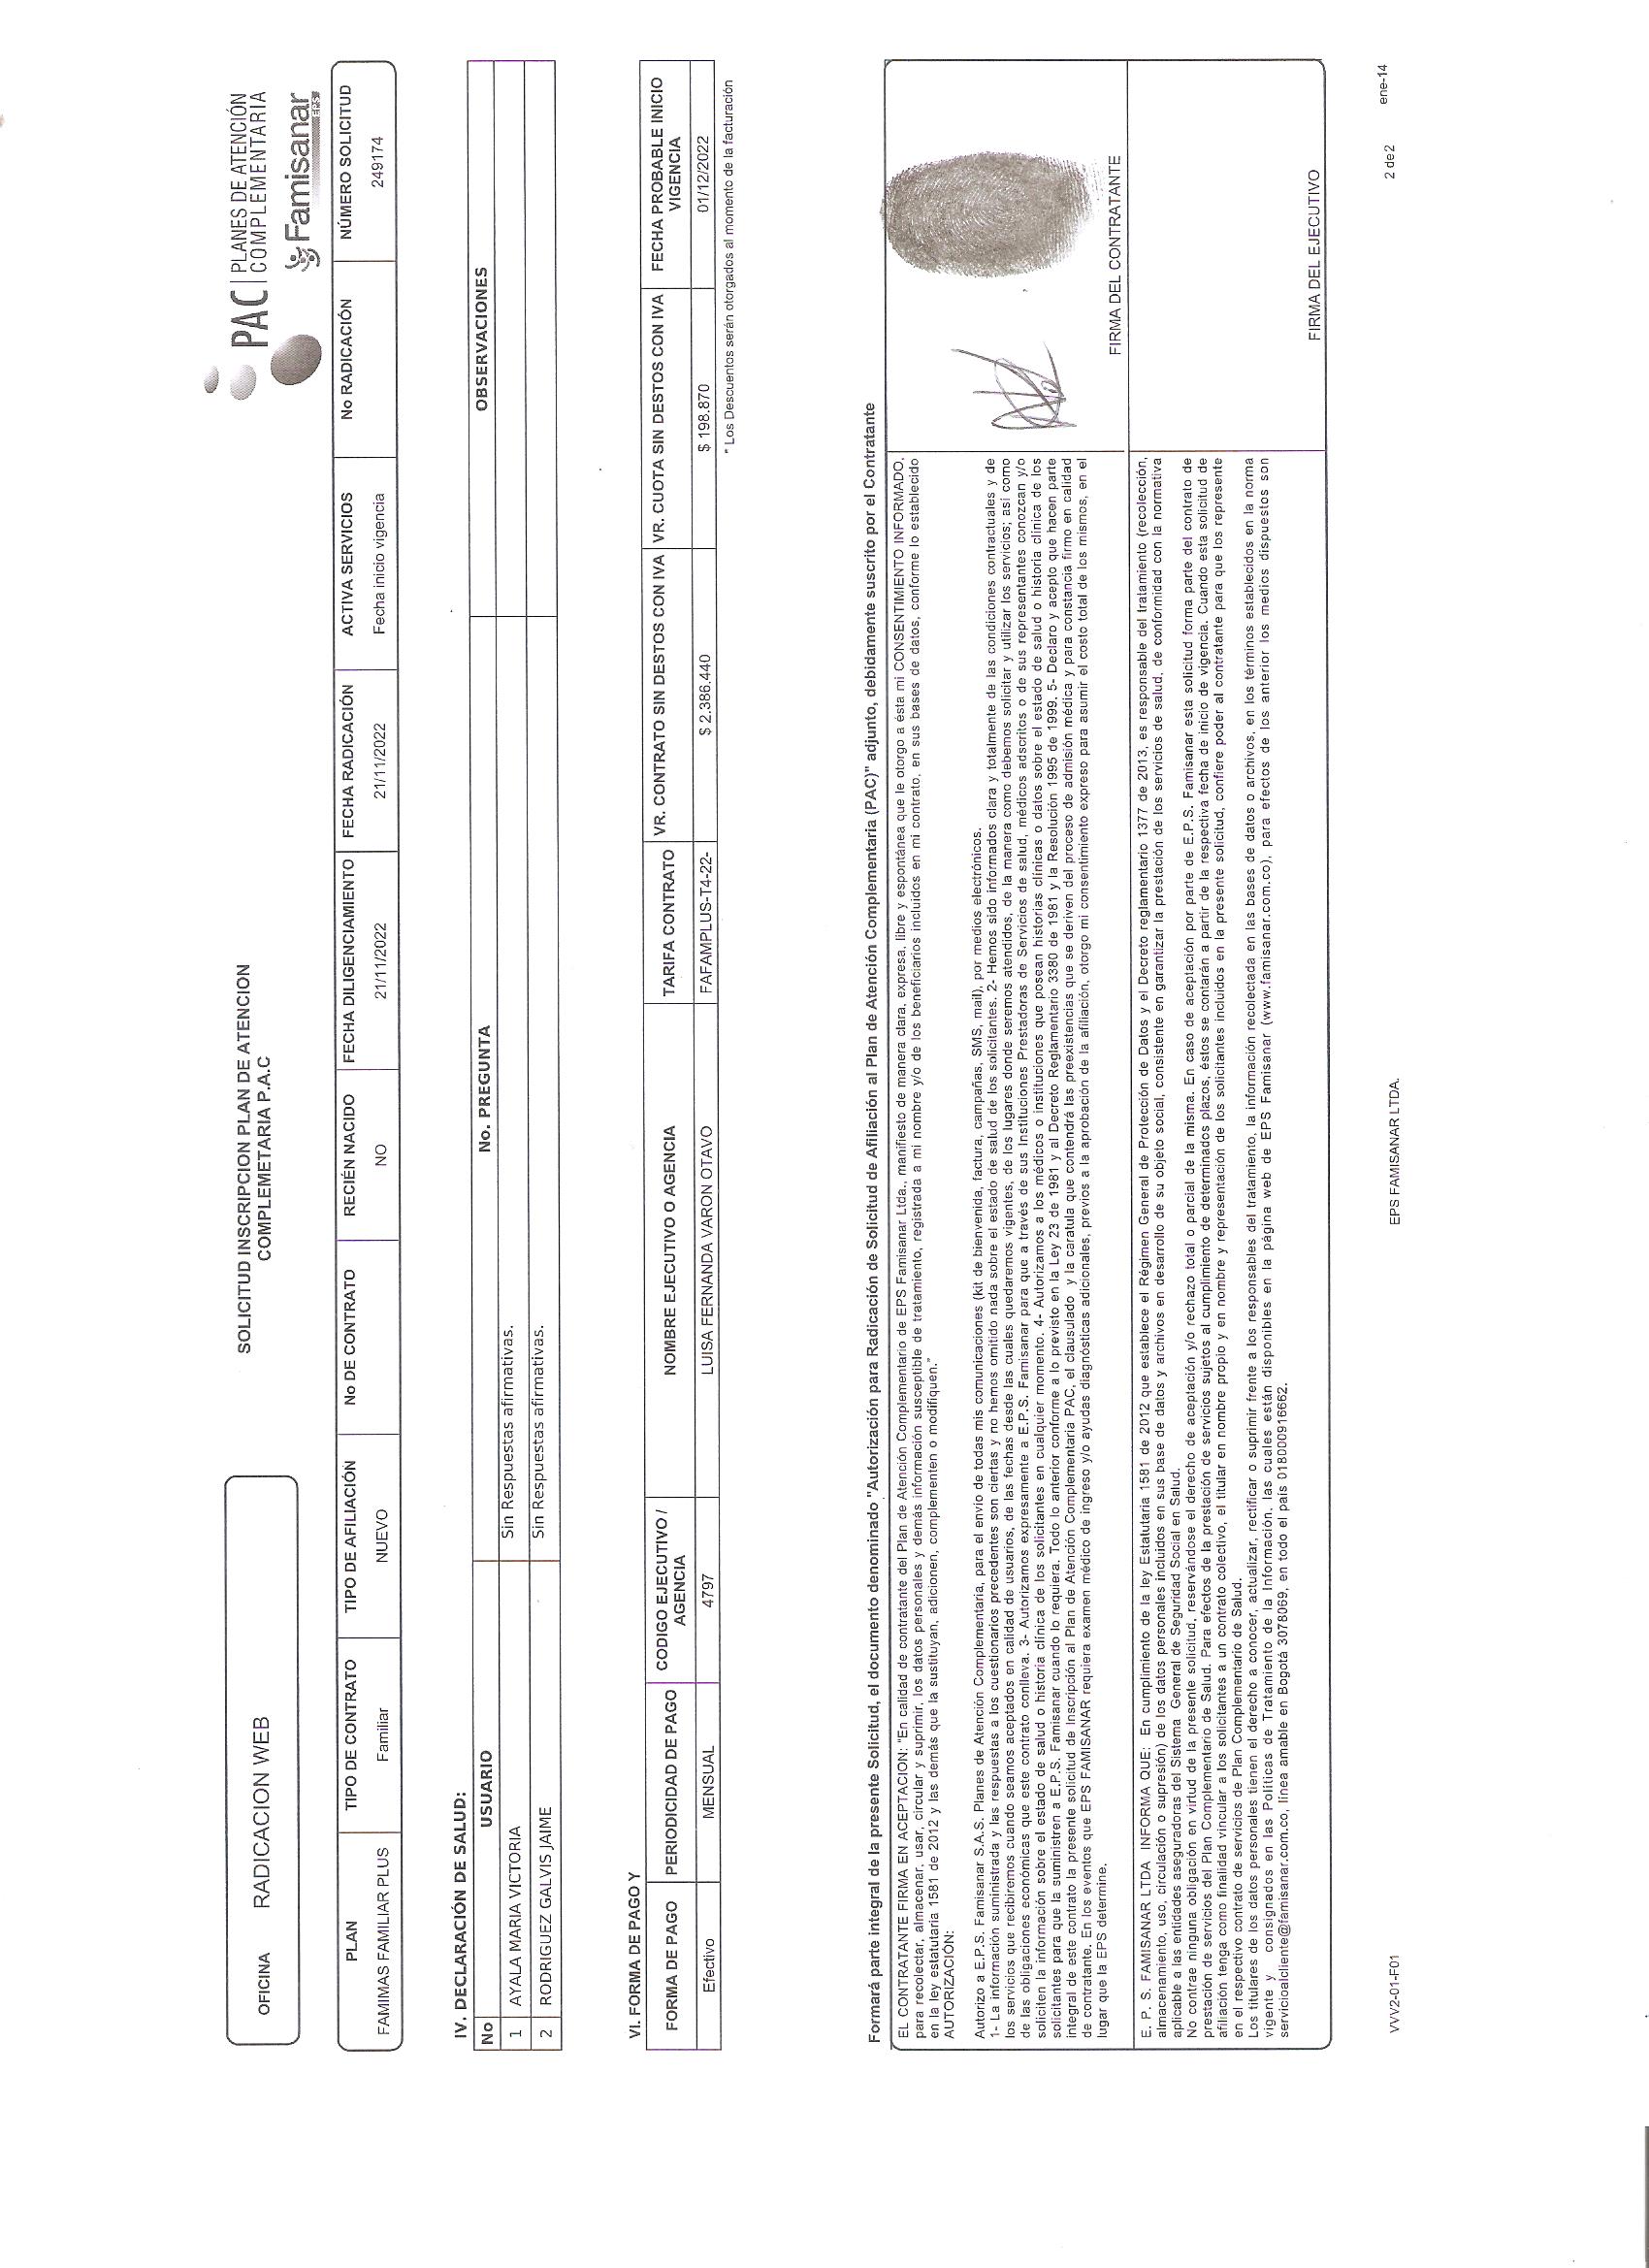 OFICINA RADICACION WEB
SOLICITUD INSCRIPCION PLAN DE ATENCION
COMPLEMETARIA P.A.C
PAC PLANES DE ATENCIÓN
COMPLEMENTARIA
Famisanar EPS
PLAN TIPO DE CONTRATO TIPO DE AFILIACIÓN No DE CONTRATO RECIÉN NACIDO FECHA DILIGENCIAMIENTO FECHA RADICACIÓN ACTIVA SERVICIOS No RADICACIÓN NÚMERO SOLICITUD
FAMIMAS FAMILIAR PLUS Familiar NUEVO NO 21/11/2022 21/11/2022 Fecha inicio vigencia 249174
IV. DECLARACIÓN DE SALUD:
No USUARIO No. PREGUNTA OBSERVACIONES
1 AYALA MARIA VICTORIA Sin Respuestas afirmativas.
2 RODRIGUEZ GALVIS JAIME Sin Respuestas afirmativas.
VI. FORMA DE PAGO Y
FORMA DE PAGO PERIODICIDAD DE PAGO CODIGO EJECUTIVO / AGENCIA NOMBRE EJECUTIVO O AGENCIA TARIFA CONTRATO VR. CONTRATO SIN DESTOS CON IVA VR. CUOTA SIN DESTOS CON IVA FECHA PROBABLE INICIO VIGENCIA
Efectivo MENSUAL 4797 LUISA FERNANDA VARON OTAVO FAFAMPLUS-T4-22- $ 2.386.440 $ 198.870 01/12/2022
* Los Descuentos serán otorgados al momento de la facturación
Formará parte integral de la presente Solicitud, el documento denominado "Autorización para Radicación de Solicitud de Afiliación al Plan de Atención Complementaria (PAC)" adjunto, debidamente suscrito por el Contratante
EL CONTRATANTE FIRMA EN ACEPTACION: "En calidad de contratante del Plan de Atención Complementario de EPS Famisanar Ltda., manifiesto de manera clara, expresa, libre y espontánea que le otorgo a ésta mi CONSENTIMIENTO INFORMADO,
para recolectar, almacenar, usar, circular y suprimir, los datos personales y demás información susceptible de tratamiento, registrada a mi nombre y/o de los beneficiarios incluidos en mi contrato, en sus bases de datos, conforme lo establecido
en la ley estatutaria 1581 de 2012 y las demás que la sustituyan, adicionen, complementen o modifiquen."
AUTORIZACIÓN:
Autorizo a E.P.S. Famisanar S.A.S. Planes de Atención Complementaria, para el envío de todas mis comunicaciones (kit de bienvenida, factura, campañas, SMS, mail), por medios electrónicos.
1- La información suministrada y las respuestas a los cuestionarios precedentes son ciertas y no hemos omitido nada sobre el estado de salud de los solicitantes. 2- Hemos sido informados clara y totalmente de las condiciones contractuales y de
los servicios que recibiremos cuando seamos aceptados en calidad de usuarios, de las fechas desde las cuales quedaremos vigentes, de los lugares donde seremos atendidos, de la manera como debemos solicitar y utilizar los servicios; así como
de las obligaciones económicas que este contrato conlleva. 3- Autorizamos expresamente a E.P.S. Famisanar para que a través de sus Instituciones Prestadoras de Servicios de salud, médicos adscritos o de sus representantes conozcan y/o
soliciten la información sobre el estado de salud o historia clínica de los solicitantes en cualquier momento. 4- Autorizamos a los médicos o instituciones que posean historias clínicas o datos sobre el estado de salud o historia clínica de los
solicitantes para que la suministren a E.P.S. Famisanar cuando lo requiera. Todo lo anterior conforme a lo previsto en la Ley 23 de 1981 y al Decreto Reglamentario 3380 de 1981 y la Resolución 1995 de 1999. 5- Declaro y acepto que hacen parte
integral de este contrato la presente solicitud de Inscripción al Plan de Atención Complementaria PAC, el clausulado y la caratula que contendrá las preexistencias que se deriven del proceso de admisión médica y para constancia firmo en calidad
de contratante. En los eventos que EPS FAMISANAR requiera examen médico de ingreso y/o ayudas diagnósticas adicionales, previos a la aprobación de la afiliación, otorgo mi consentimiento expreso para asumir el costo total de los mismos, en el
lugar que la EPS determine.
FIRMA DEL CONTRATANTE
E. P. S. FAMISANAR LTDA INFORMA QUE: En cumplimiento de la ley Estatutaria 1581 de 2012 que establece el Régimen General de Protección de Datos y el Decreto reglamentario 1377 de 2013, es responsable del tratamiento (recolección,
almacenamiento, uso, circulación o supresión) de los datos personales incluidos en sus base de datos y archivos en desarrollo de su objeto social, consistente en garantizar la prestación de los servicios de salud, de conformidad con la normativa
aplicable a las entidades aseguradoras del Sistema General de Seguridad Social en Salud.
No contrae ninguna obligación en virtud de la presente solicitud, reservándose el derecho de aceptación y/o rechazo total o parcial de la misma. En caso de aceptación por parte de E.P.S. Famisanar esta solicitud forma parte del contrato de
prestación de servicios del Plan Complementario de Salud. Para efectos de la prestación de servicios sujetos al cumplimiento de determinados plazos, éstos se contarán a partir de la respectiva fecha de inicio de vigencia. Cuando esta solicitud de
afiliación tenga como finalidad vincular a los solicitantes a un contrato colectivo, el titular en nombre propio y en nombre y representación de los solicitantes incluidos en la presente solicitud, confiere poder al contratante para que los represente
en el respectivo contrato de servicios de Plan Complementario de Salud.
Los titulares de los datos personales tienen el derecho a conocer, actualizar, rectificar o suprimir frente a los responsables del tratamiento, la información recolectada en las bases de datos o archivos, en los términos establecidos en la norma
vigente y consignados en las Políticas de Tratamiento de la Información, las cuales están disponibles en la página web de EPS Famisanar (www.famisanar.com.co), para efectos de los anterior los medios dispuestos son
servicioalcliente@famisanar.com.co, línea amable en Bogotá 3078069, en todo el país 018000916662.
FIRMA DEL EJECUTIVO
VV2-01-F01 EPS FAMISANAR LTDA. 2 de 2 ene-14